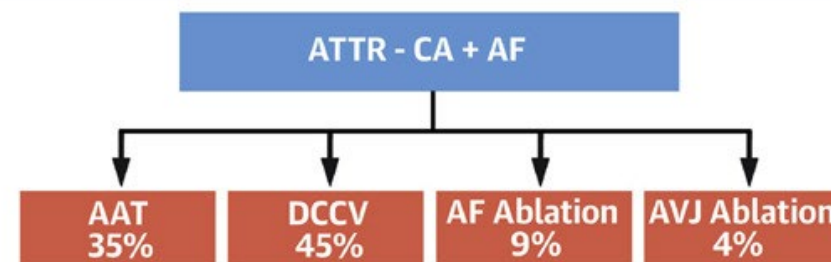 ATTR - CA + AF
AAT
35%
DCCV
45%
AF Ablation
9%
AVJ Ablation
4%